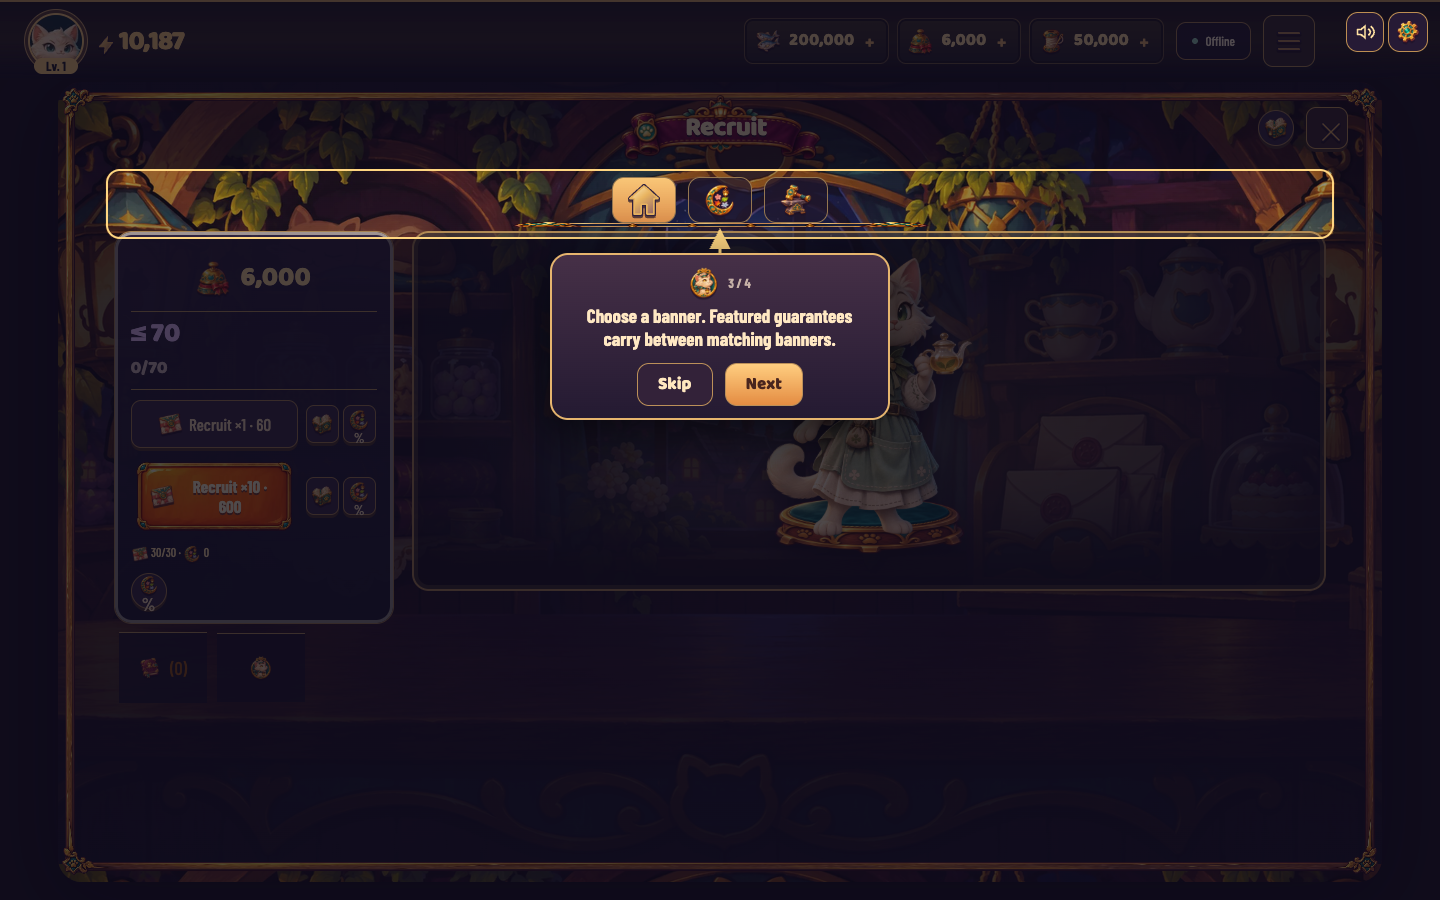 10,187
Lv. 1
200,000 +
6,000 +
50,000 +
Offline
Recruit
6,000
≤ 70
0/70
Recruit ×1 · 60
%
Recruit ×10 ·
600
%
30/30 · 0
%
(0)
3 / 4
Choose a banner. Featured guarantees
carry between matching banners.
Skip
Next